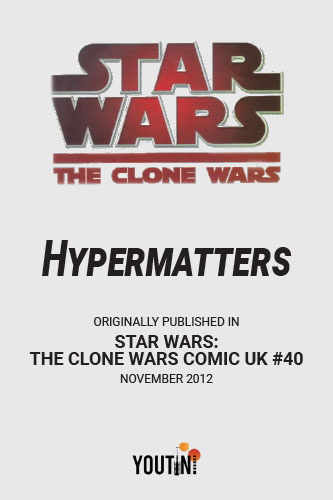 STAR
WARS
THE CLONE WARS
HYPERMATTERS
ORIGINALLY PUBLISHED IN
STAR WARS:
THE CLONE WARS COMIC UK #40
NOVEMBER 2012
YOUTINI